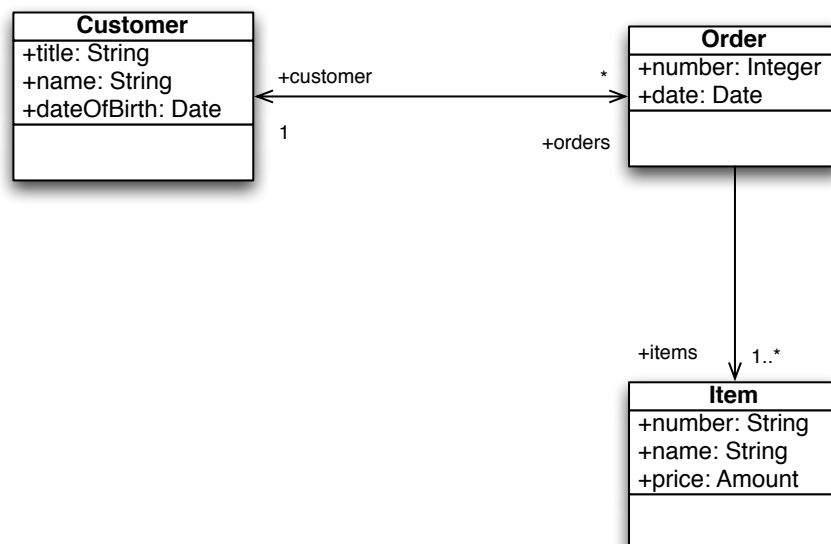 Customer
+title: String
+name: String
+dateOfBirth: Date
+customer
1
*
+orders
Order
+number: Integer
+date: Date
+items
1..*
Item
+number: String
+name: String
+price: Amount